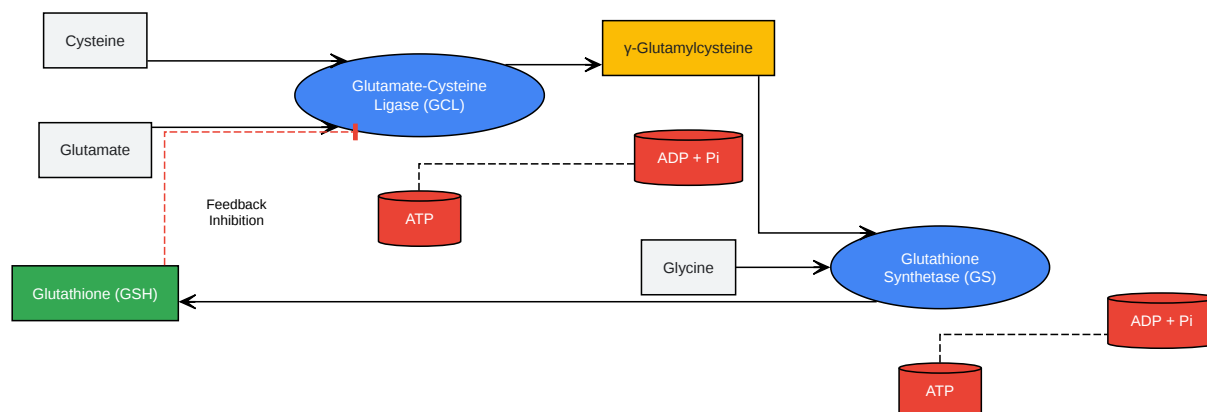 Cysteine
Glutamate-Cysteine
Ligase (GCL)
γ-Glutamylcysteine
Glutamate
ADP + Pi
ATP
Feedback
Inhibition
Glycine
Glutathione
Synthetase (GS)
Glutathione (GSH)
ADP + Pi
ATP